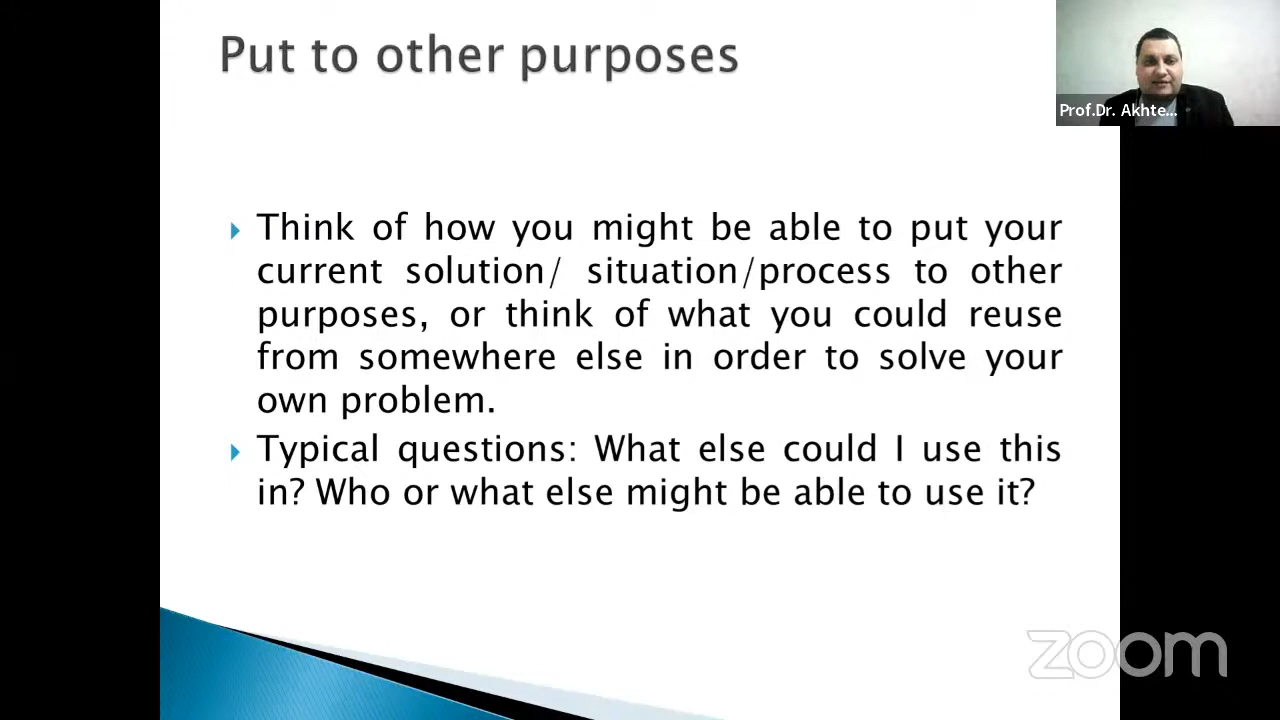 Put to other purposes
Prof.Dr. Akhte...
Think of how you might be able to put your
current solution/ situation/process to other
purposes, or think of what you could reuse
from somewhere else in order to solve your
own problem.
Typical questions: What else could I use this
in? Who or what else might be able to use it?
zoom